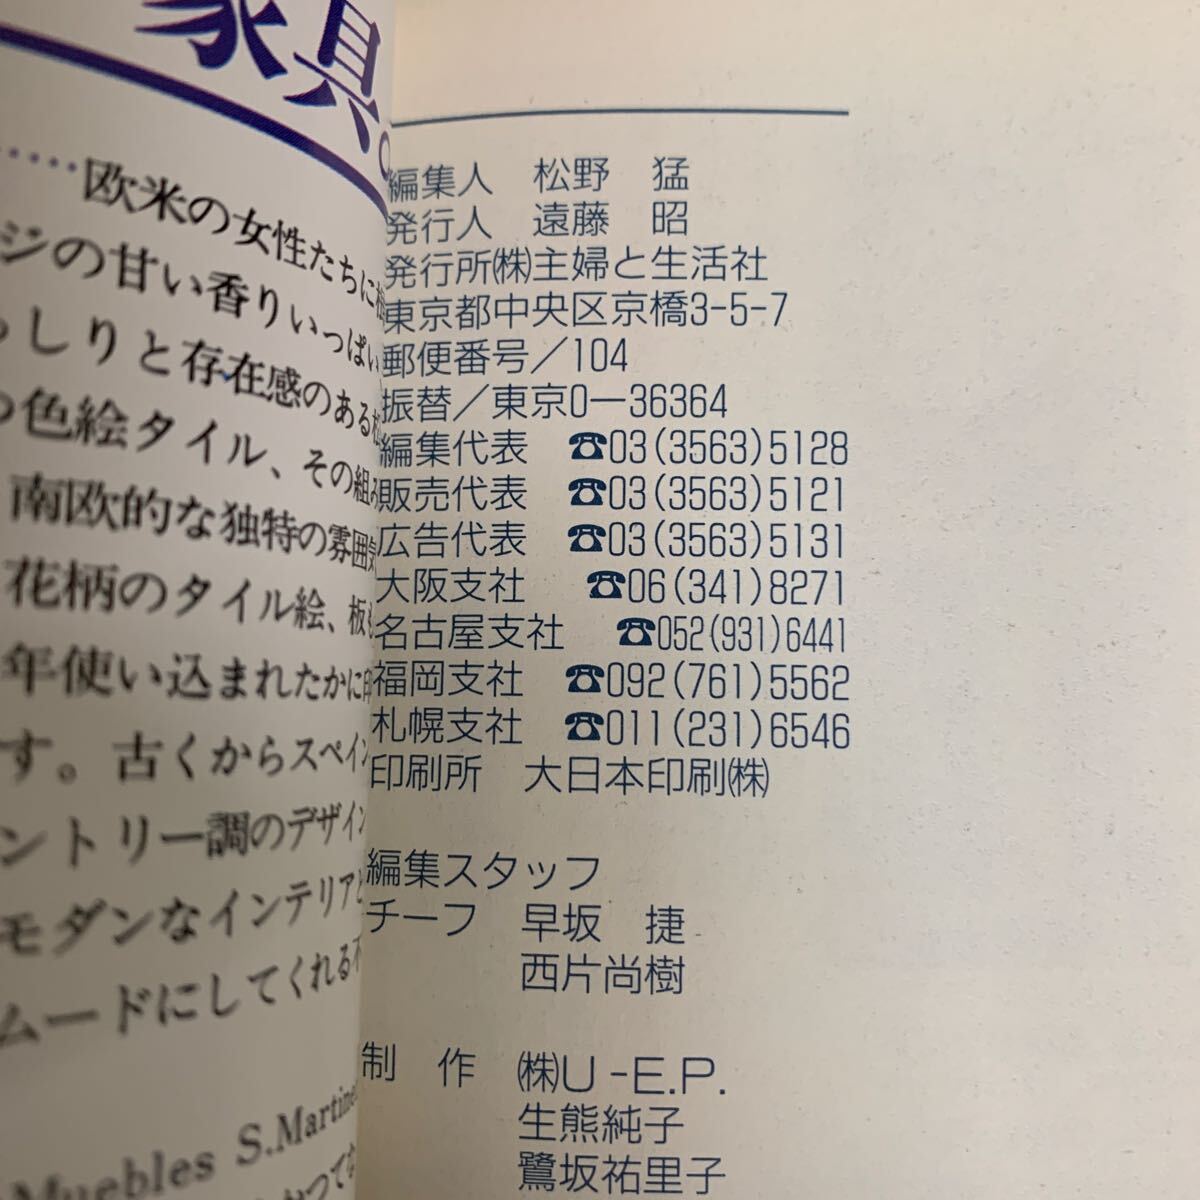 家具。
……欧米の女性たちに
ジの甘い香りいっぱい
っしりと存在感のある
色絵タイル、その組み
南欧的な独特の雰囲気
花柄のタイル絵、板
年使い込まれたかに印
す。古くからスペイン
ントリー調のデザイン
モダンなインテリアと
ムードにしてくれる不
Muebles S.Martine
かつてな
編集人　松野　猛
発行人　遠藤　昭
発行所㈱主婦と生活社
東京都中央区京橋3-5-7
郵便番号／104
振替／東京0―36364
編集代表　☎03(3563)5128
販売代表　☎03(3563)5121
広告代表　☎03(3563)5131
大阪支社　☎06(341)8271
名古屋支社　☎052(931)6441
福岡支社　☎092(761)5562
札幌支社　☎011(231)6546
印刷所　大日本印刷㈱
編集スタッフ
チーフ　早坂　捷
西片尚樹
制　作　㈱U-E.P.
生熊純子
鷺坂祐里子